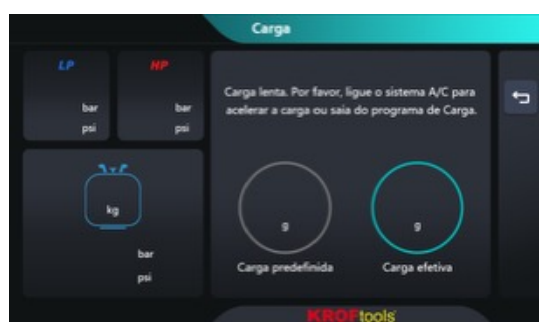 Carga
LP HP
bar bar
psi psi
Carga lenta. Por favor, ligue o sistema A/C para
acelerar a carga ou saia do programa de Carga.
kg
bar
psi
g g
Carga predefinida Carga efetiva
KROFtools